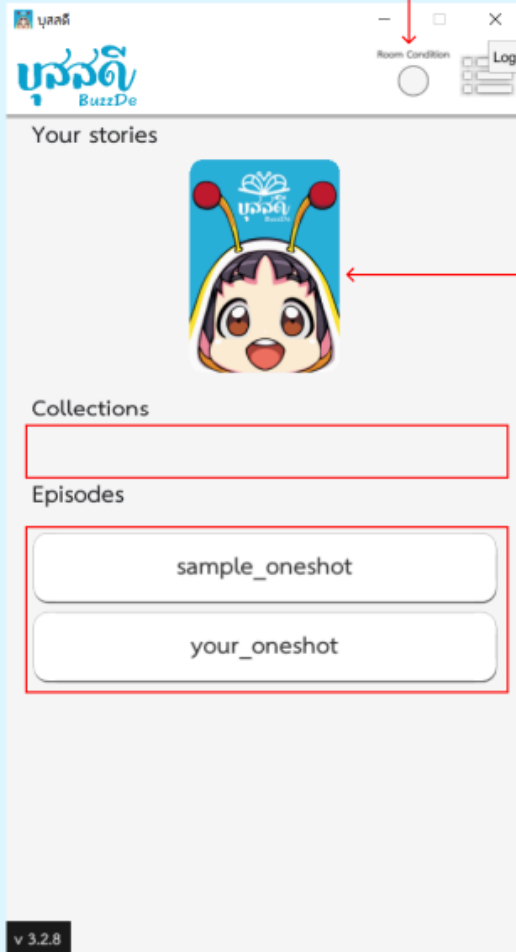 บุสสดี
บุสสดี
BuzzDe
Room Condition
Log
Your stories
บุสสดี
BuzzDe
Collections
Episodes
sample_oneshot
your_oneshot
v 3.2.8